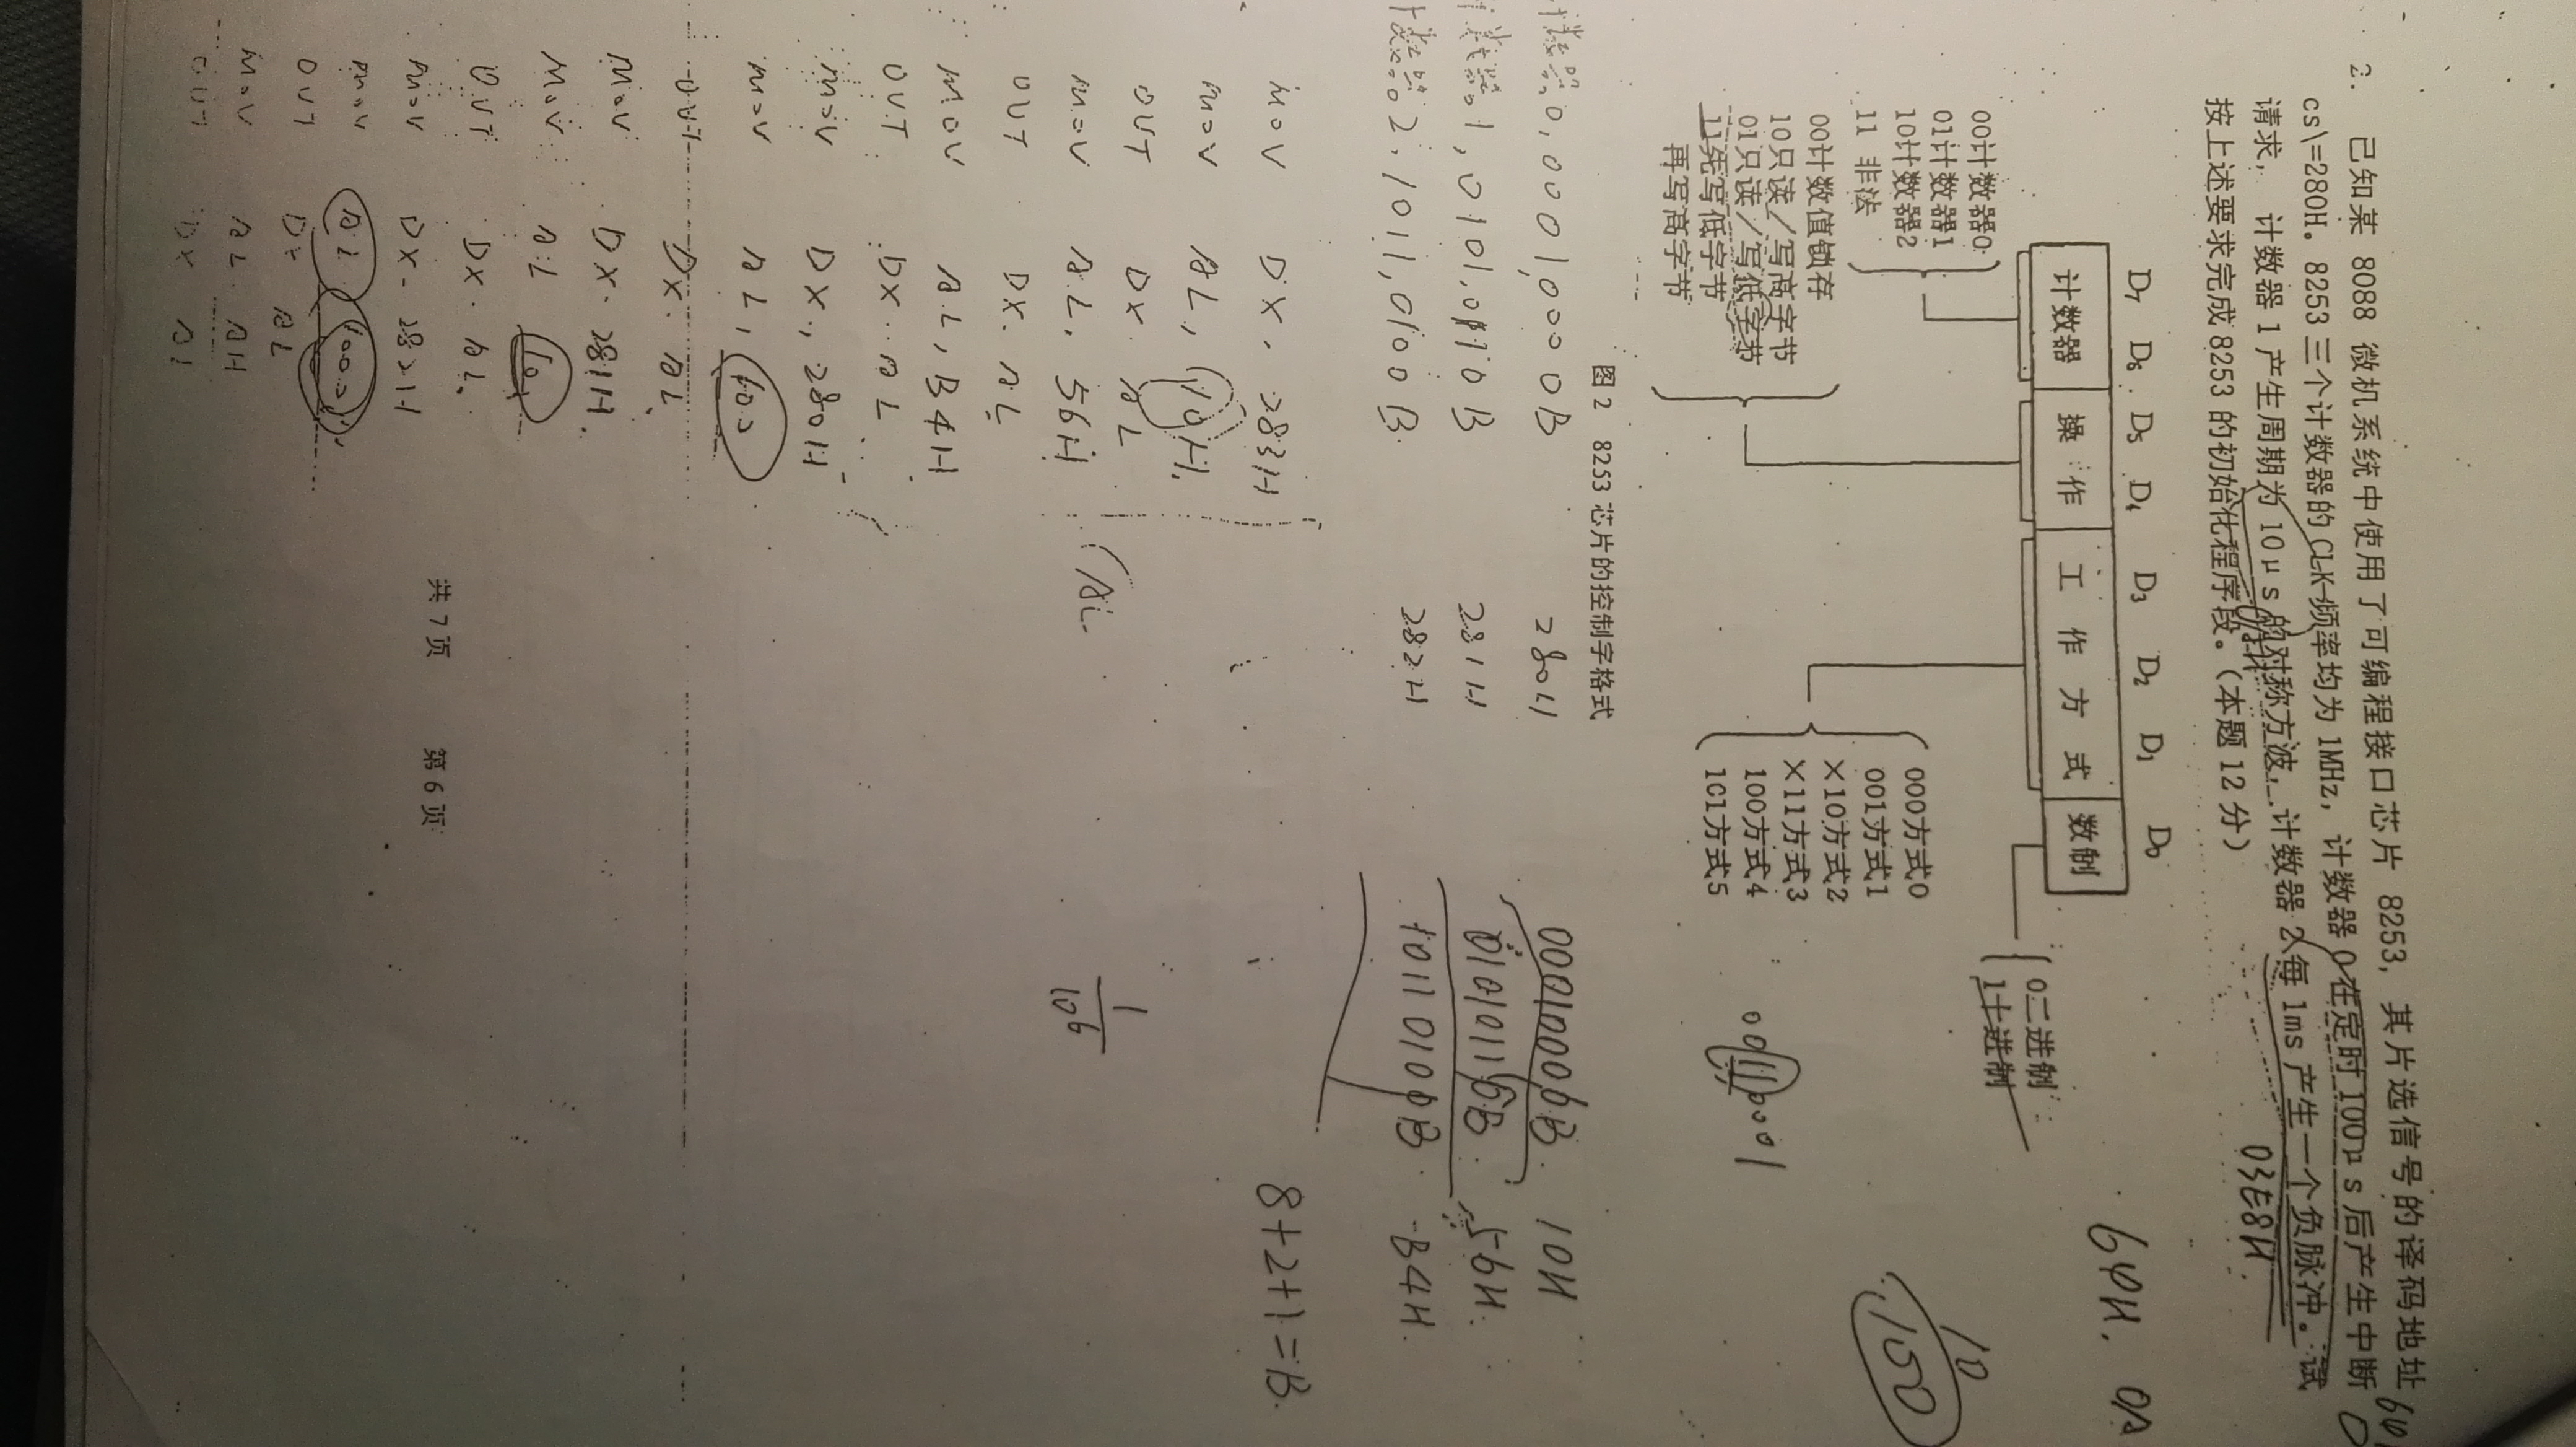 2. 已知某 8088 微机系统中使用了可编程接口芯片 8253, 其片选信号的译码地址
cs\=280H。8253 三个计数器的 CLK 频率均为 1MHz, 计数器 0 在定时 100μs 后产生中断
请求, 计数器 1 产生周期为 10μs 的对称方波, 计数器 2 每 1ms 产生一个负脉冲。试
按上述要求完成 8253 的初始化程序段。(本题 12 分)
03E8H
64H.
D7 D6 D5 D4 D3 D2 D1 D0
计数器 操作 工作方式 数制
00计数器0
01计数器1
10计数器2
11 非法
00计数值锁存
10只读/写高字节
01只读/写低字节
11先写低字节
再写高字节
000方式0
001方式1
×10方式2
×11方式3
100方式4
101方式5
0二进制
1十进制
10
100
图 2 8253 芯片的控制字格式
计数器0, 0001,0000B 280H 00010000B. 10H
计数器1, 0101,0110B 281H 01010110B. 56H.
计数器2, 1011,0100B 282H 10110100B. B4H.
8+2+1=B.
MOV DX, 283H
MOV AL, 10H
OUT DX, AL
MOV AL, 56H
OUT DX, AL
MOV AL, B4H
OUT DX, AL
MOV DX, 280H
MOV AL, 100
OUT DX, AL
MOV DX, 281H
MOV AL 10
OUT DX, AL
MOV DX, 282H
MOV AL 1000
OUT DX AL
MOV AL AH
OUT DX AL
1
10⁶
共 7 页 第 6 页